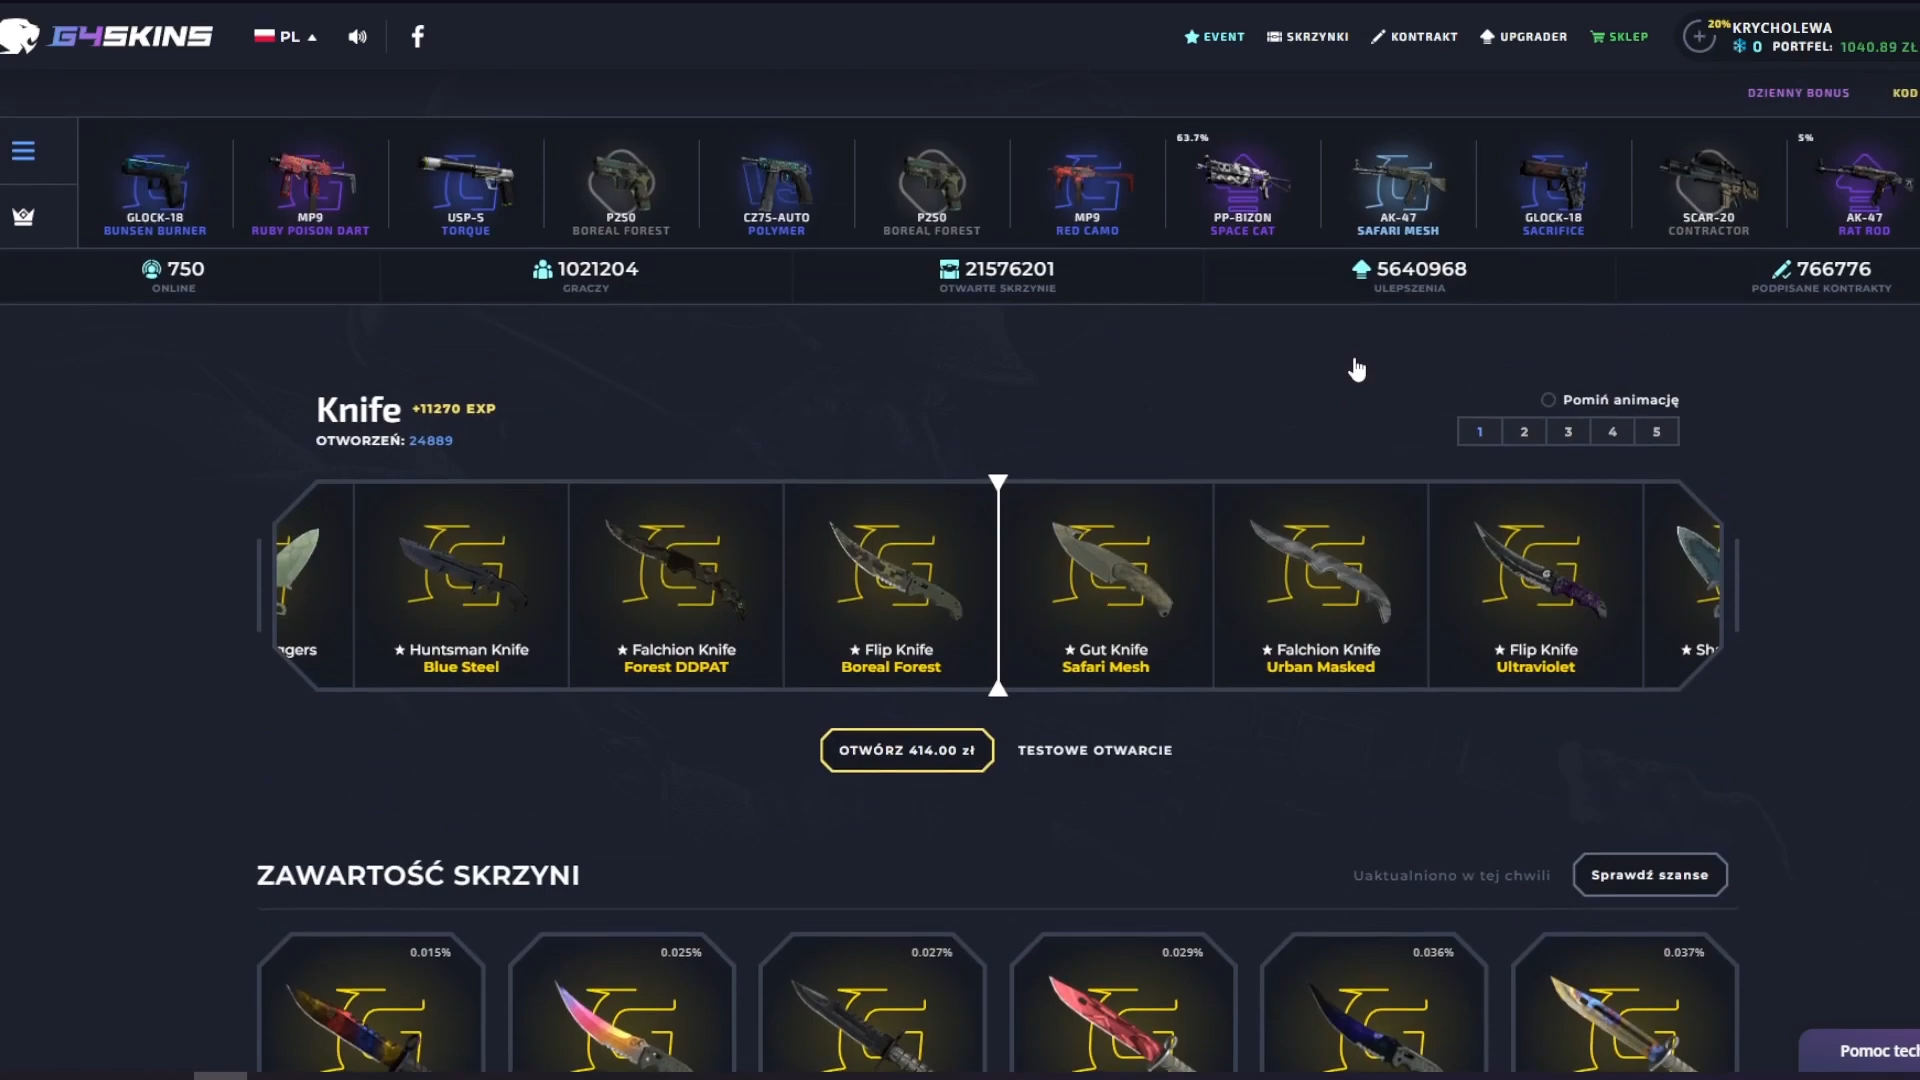 G4SKINS
PL
EVENT
SKRZYNKI
KONTRAKT
UPGRADER
SKLEP
20%
KRYCHOLEWA
0 PORTFEL: 1040.89 ZŁ
DZIENNY BONUS
KOD
GLOCK-18
BUNSEN BURNER
MP9
RUBY POISON DART
USP-S
TORQUE
P250
BOREAL FOREST
CZ75-AUTO
POLYMER
P250
BOREAL FOREST
MP9
RED CAMO
63.7%
PP-BIZON
SPACE CAT
AK-47
SAFARI MESH
GLOCK-18
SACRIFICE
SCAR-20
CONTRACTOR
5%
AK-47
RAT ROD
750
ONLINE
1021204
GRACZY
21576201
OTWARTE SKRZYNIE
5640968
ULEPSZENIA
766776
PODPISANE KONTRAKTY
Knife +11270 EXP
OTWORZEŃ: 24889
Pomiń animację
1 2 3 4 5
ggers
★ Huntsman Knife
Blue Steel
★ Falchion Knife
Forest DDPAT
★ Flip Knife
Boreal Forest
★ Gut Knife
Safari Mesh
★ Falchion Knife
Urban Masked
★ Flip Knife
Ultraviolet
★ Sh
OTWÓRZ 414.00 zł
TESTOWE OTWARCIE
ZAWARTOŚĆ SKRZYNI
Uaktualniono w tej chwili
Sprawdź szanse
0.015%
0.025%
0.027%
0.029%
0.036%
0.037%
Pomoc tech